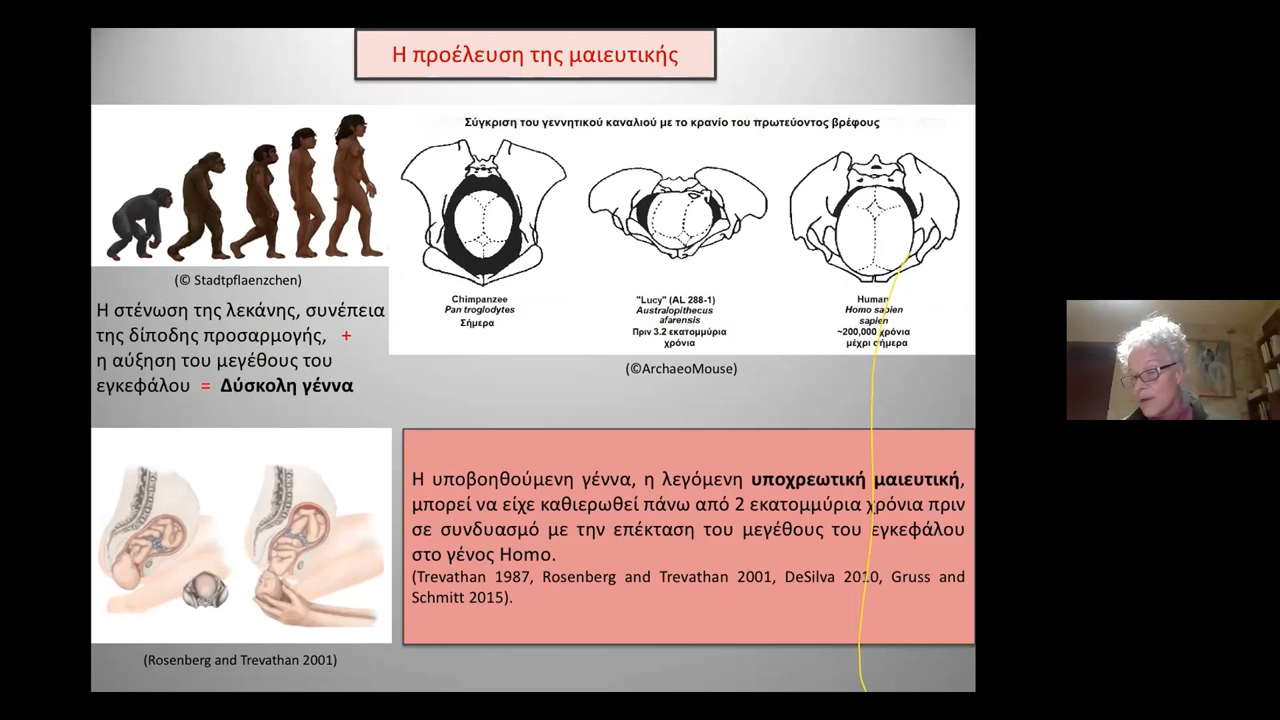 Η προέλευση της μαιευτικής
Σύγκριση του γεννητικού καναλιού με το κρανίο του πρωτεύοντος βρέφους
Chimpanzee
Pan troglodytes
Σήμερα
"Lucy" (AL 288-1)
Australopithecus
afarensis
Πριν 3.2 εκατομμύρια
χρόνια
Human
Homo sapien
sapien
~200,000 χρόνια
μέχρι σήμερα
(© Stadtpflaenzchen)
(©ArchaeoMouse)
Η στένωση της λεκάνης, συνέπεια
της δίποδης προσαρμογής, +
η αύξηση του μεγέθους του
εγκεφάλου = Δύσκολη γέννα
Η υποβοηθούμενη γέννα, η λεγόμενη υποχρεωτική μαιευτική,
μπορεί να είχε καθιερωθεί πάνω από 2 εκατομμύρια χρόνια πριν
σε συνδυασμό με την επέκταση του μεγέθους του εγκεφάλου
στο γένος Homo.
(Trevathan 1987, Rosenberg and Trevathan 2001, DeSilva 2010, Gruss and
Schmitt 2015).
(Rosenberg and Trevathan 2001)